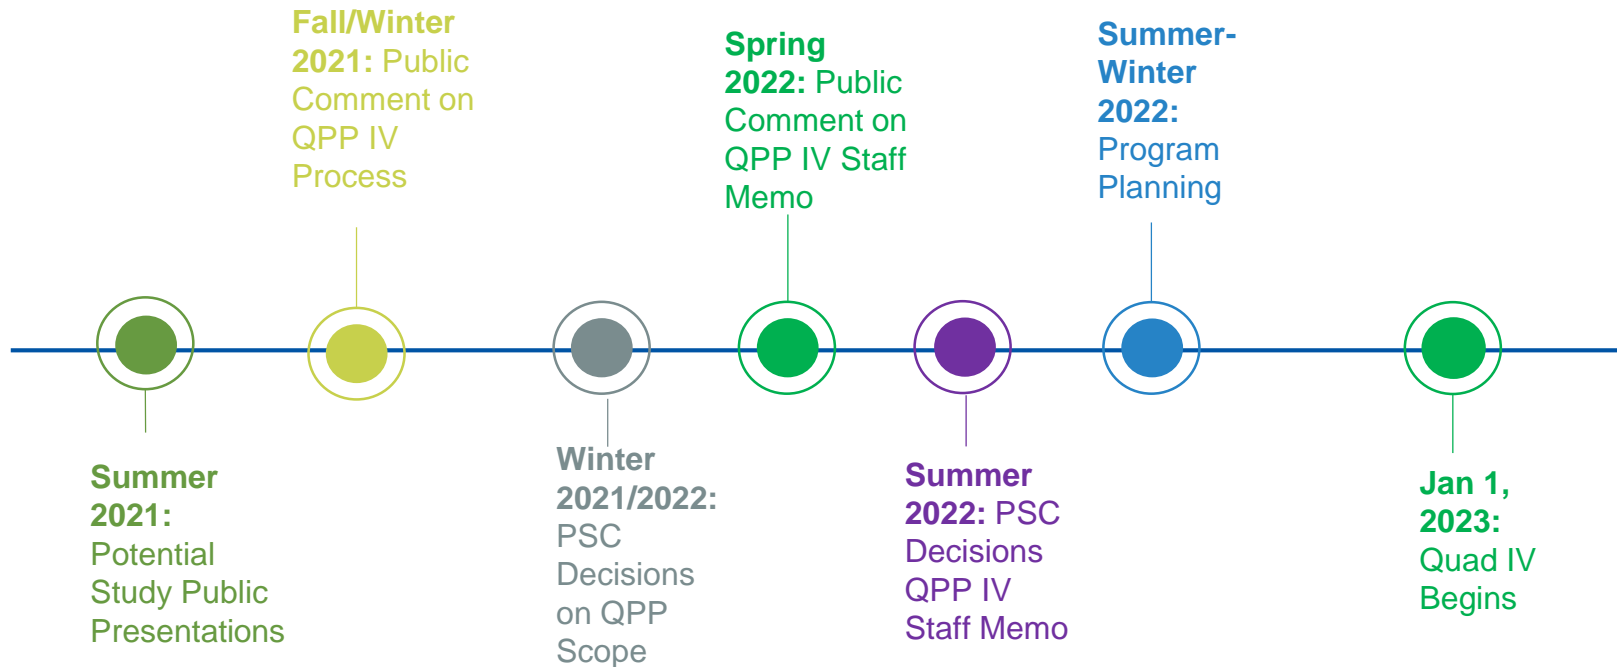 Fall/Winter
2021: Public
Comment on
QPP IV
Process
Spring
2022: Public
Comment on
QPP IV Staff
Memo
Summer-
Winter
2022:
Program
Planning
Summer
2021:
Potential
Study Public
Presentations
Winter
2021/2022:
PSC
Decisions
on QPP
Scope
Summer
2022: PSC
Decisions
QPP IV
Staff Memo
Jan 1,
2023:
Quad IV
Begins